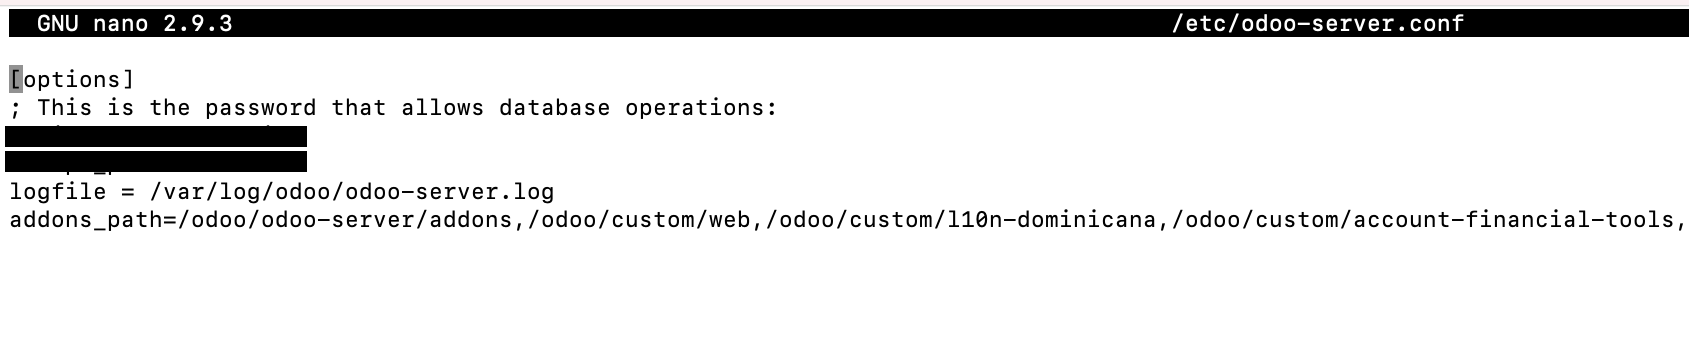 GNU nano 2.9.3 /etc/odoo-server.conf
[options]
; This is the password that allows database operations:
logfile = /var/log/odoo/odoo-server.log
addons_path=/odoo/odoo-server/addons,/odoo/custom/web,/odoo/custom/l10n-dominicana,/odoo/custom/account-financial-tools,